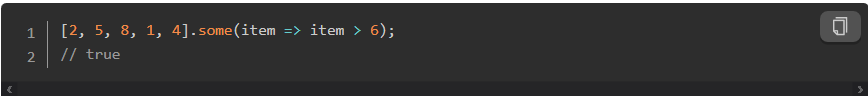 1 [2, 5, 8, 1, 4].some(item => item > 6);
2 // true